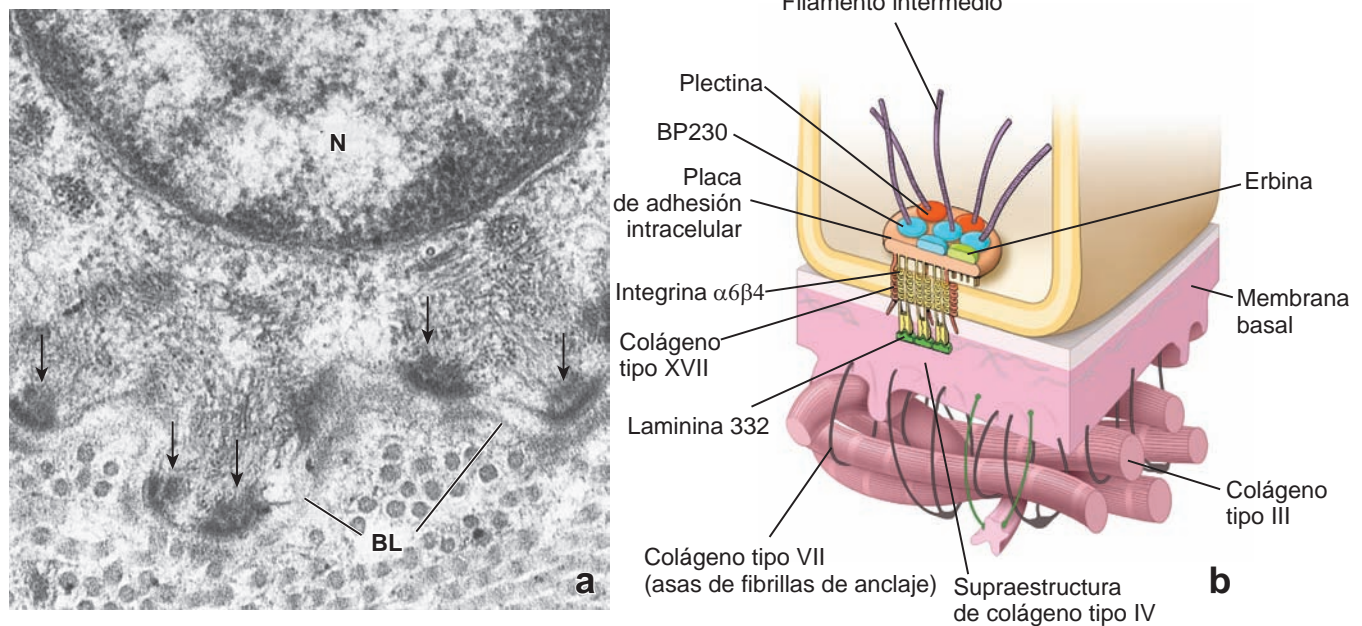 N
BL
a
Filamento intermedio
Plectina
BP230
Placa
de adhesión
intracelular
Integrina α6β4
Colágeno
tipo XVII
Laminina 332
Colágeno tipo VII
(asas de fibrillas de anclaje)
Supraestructura
de colágeno tipo IV
Erbina
Membrana
basal
Colágeno
tipo III
b